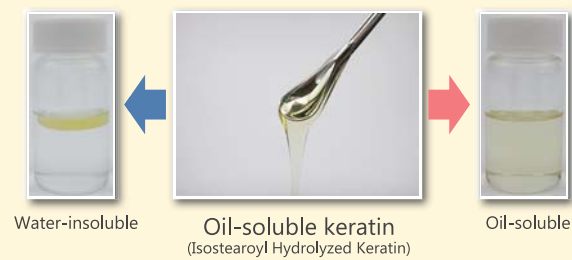 Water-insoluble
Oil-soluble keratin
(Isostearoyl Hydrolyzed Keratin)
Oil-soluble